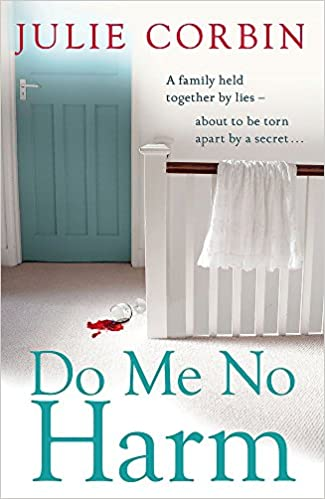 JULIE CORBIN
A family held
together by lies –
about to be torn
apart by a secret . . .
Do Me No
Harm